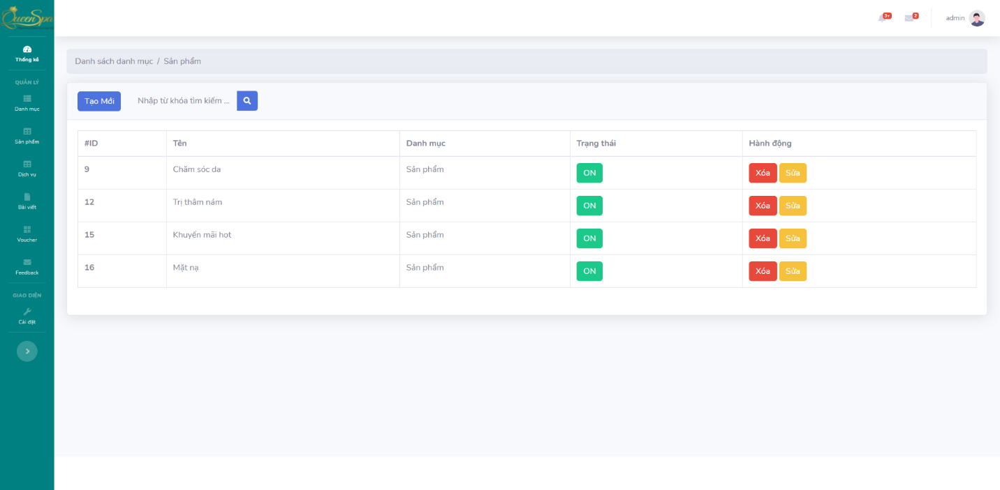 QueenSpa
3+
2
admin
Thống kê
QUẢN LÝ
Danh mục
Sản phẩm
Dịch vụ
Bài viết
Voucher
Feedback
GIAO DIỆN
Cài đặt
Danh sách danh mục / Sản phẩm
Tạo Mới Nhập từ khóa tìm kiếm ...
#ID Tên Danh mục Trạng thái Hành động
9 Chăm sóc da Sản phẩm ON Xóa Sửa
12 Trị thâm nám Sản phẩm ON Xóa Sửa
15 Khuyến mãi hot Sản phẩm ON Xóa Sửa
16 Mặt nạ Sản phẩm ON Xóa Sửa